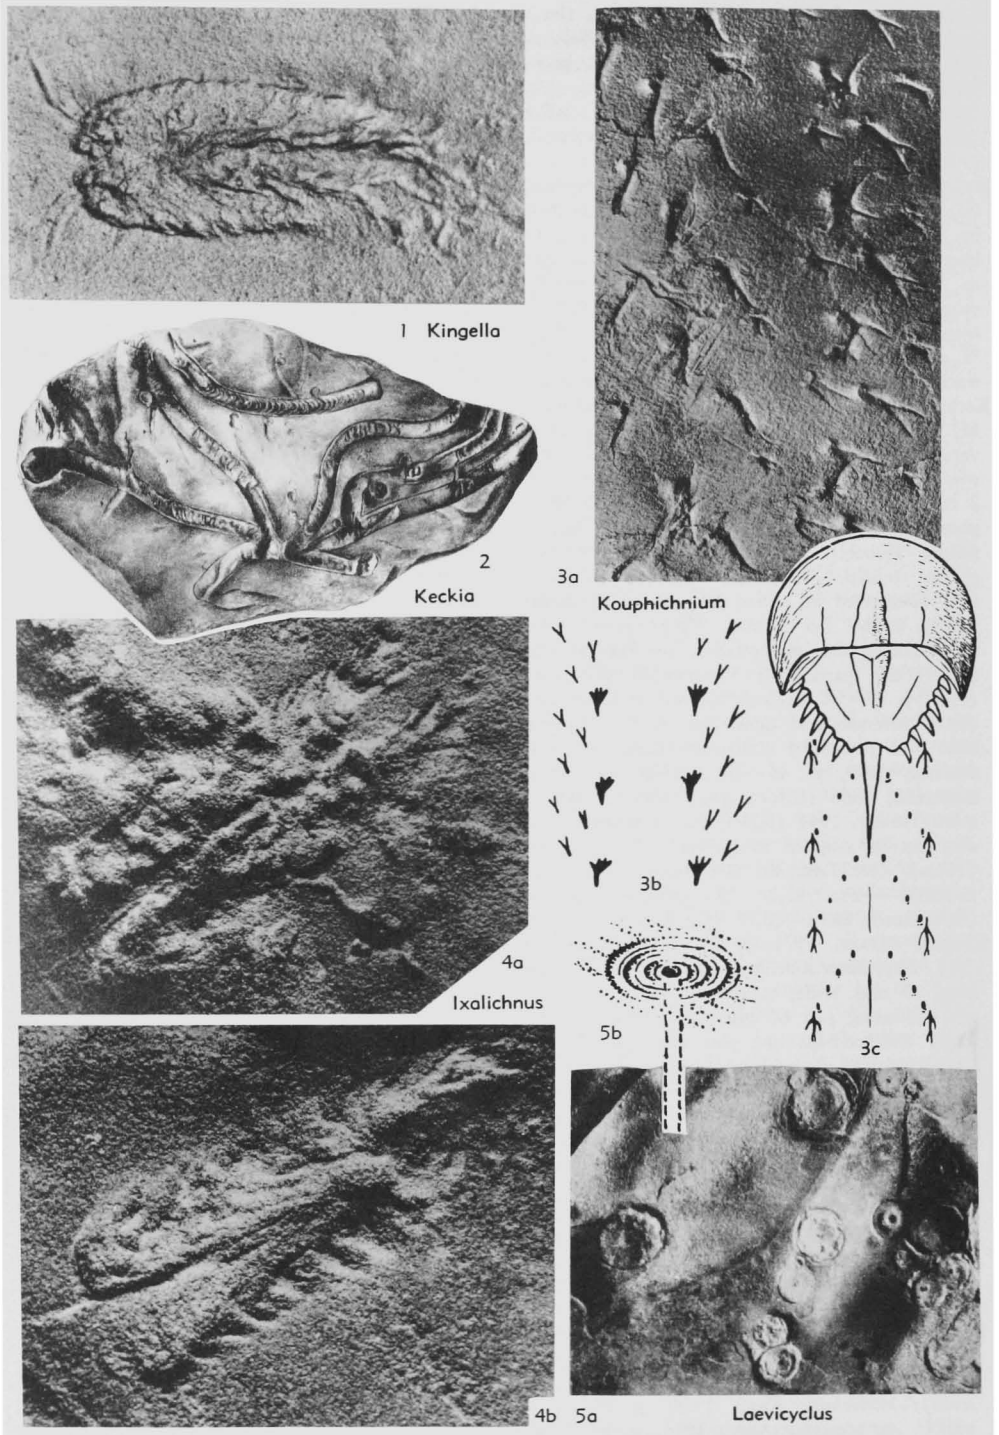 1 Kingella
2
Keckia
3a
Kouphichnium
3b
4a
Ixalichnus
5b
3c
4b 5a Laevicyclus